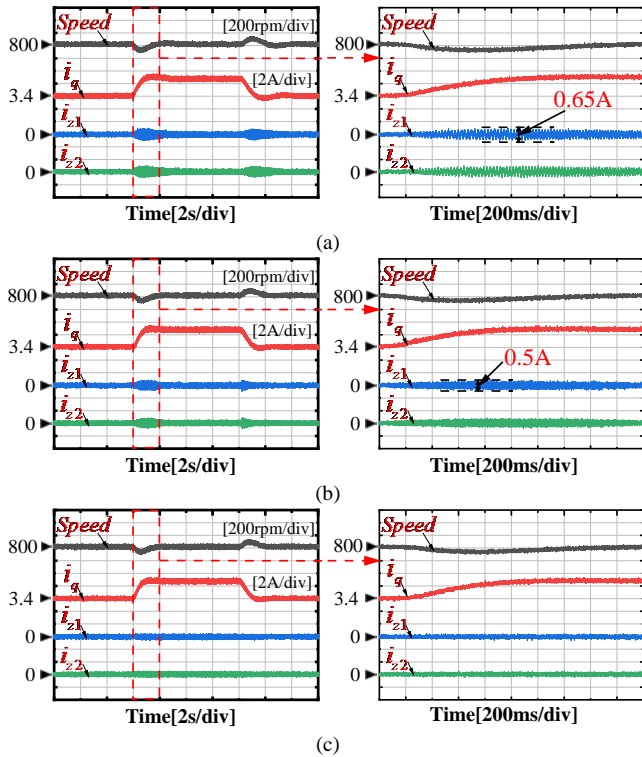 Speed
[200rpm/div]
Speed
800
800
i_q
[2A/div]
i_q
3.4
3.4
0.65A
i_z1
i_z1
0
0
i_z2
i_z2
0
0
Time[2s/div]
Time[200ms/div]
(a)
Speed
[200rpm/div]
Speed
800
800
i_q
[2A/div]
i_q
3.4
3.4
0.5A
i_z1
i_z1
0
0
i_z2
i_z2
0
0
Time[2s/div]
Time[200ms/div]
(b)
Speed
[200rpm/div]
Speed
800
800
i_q
[2A/div]
i_q
3.4
3.4
i_z1
i_z1
0
0
i_z2
i_z2
0
0
Time[2s/div]
Time[200ms/div]
(c)